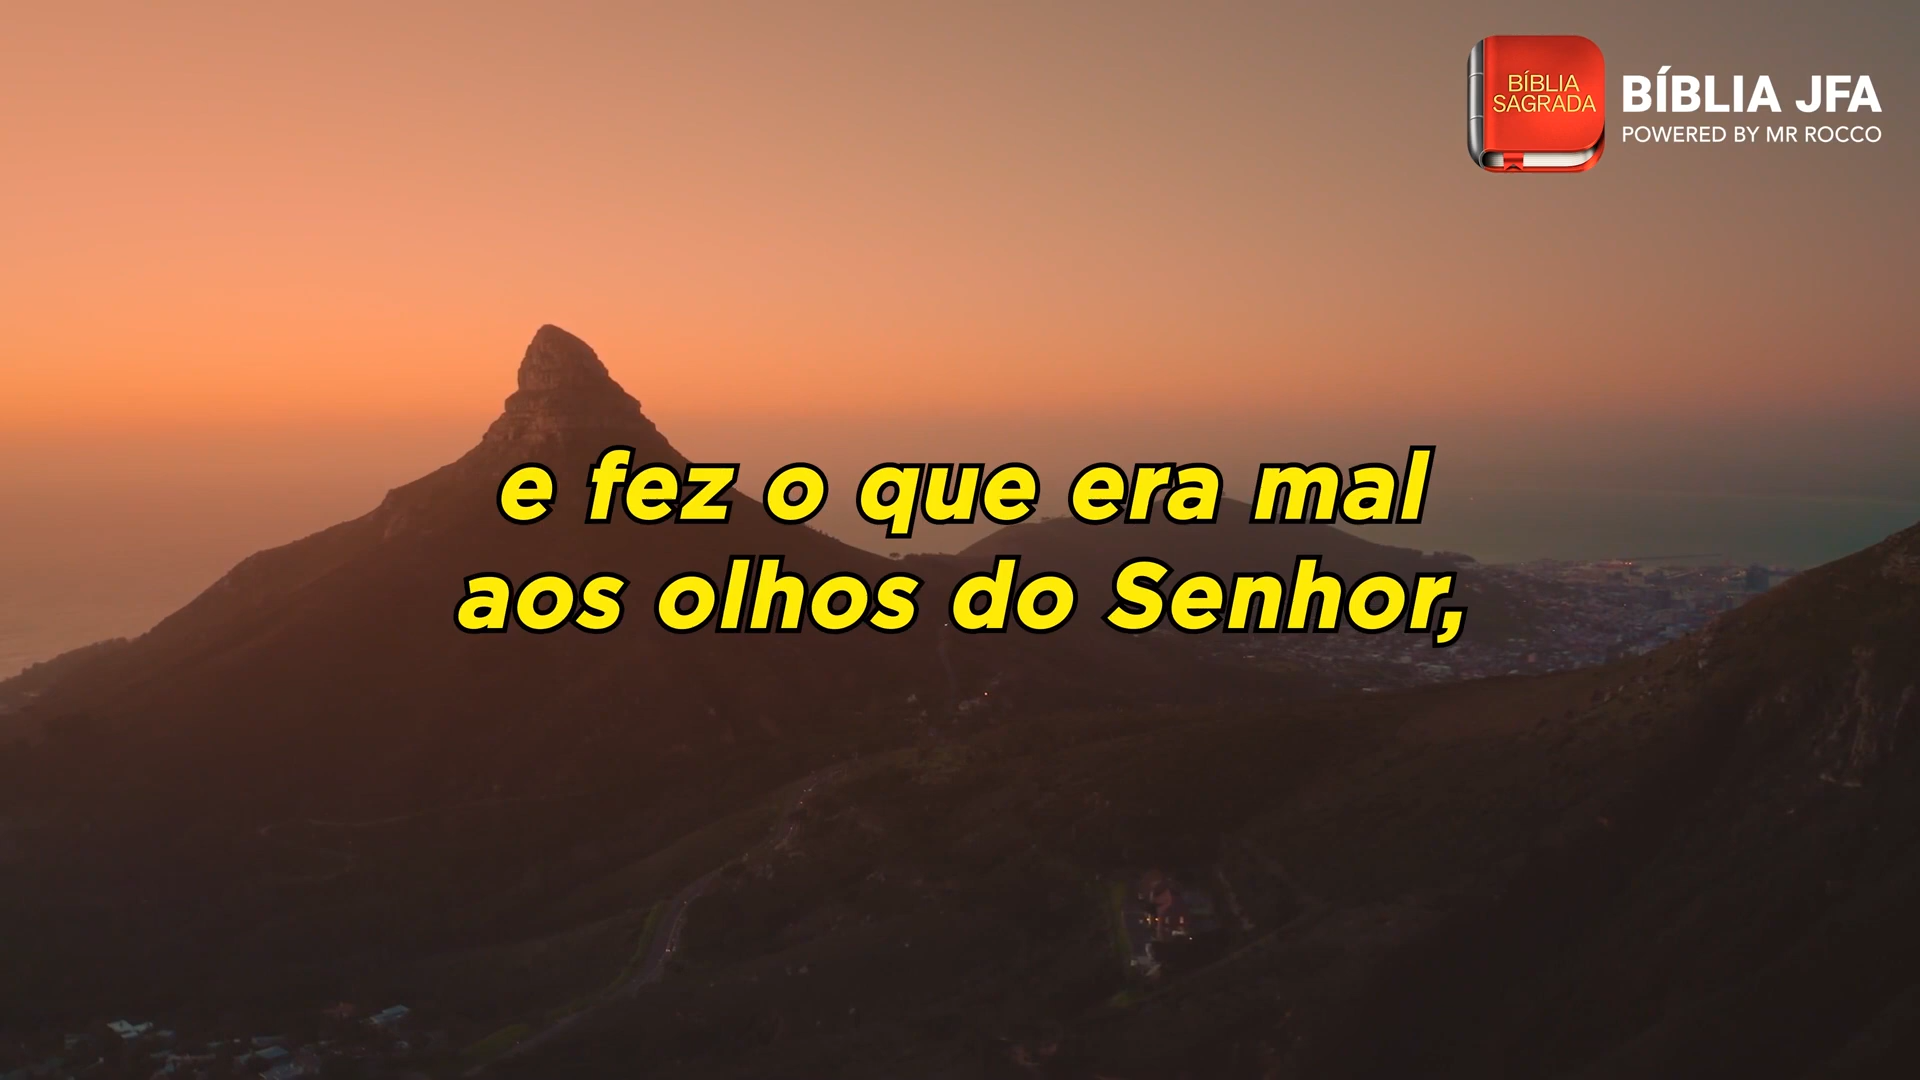 BÍBLIA
SAGRADA
BÍBLIA JFA
POWERED BY MR ROCCO
e fez o que era mal
aos olhos do Senhor,